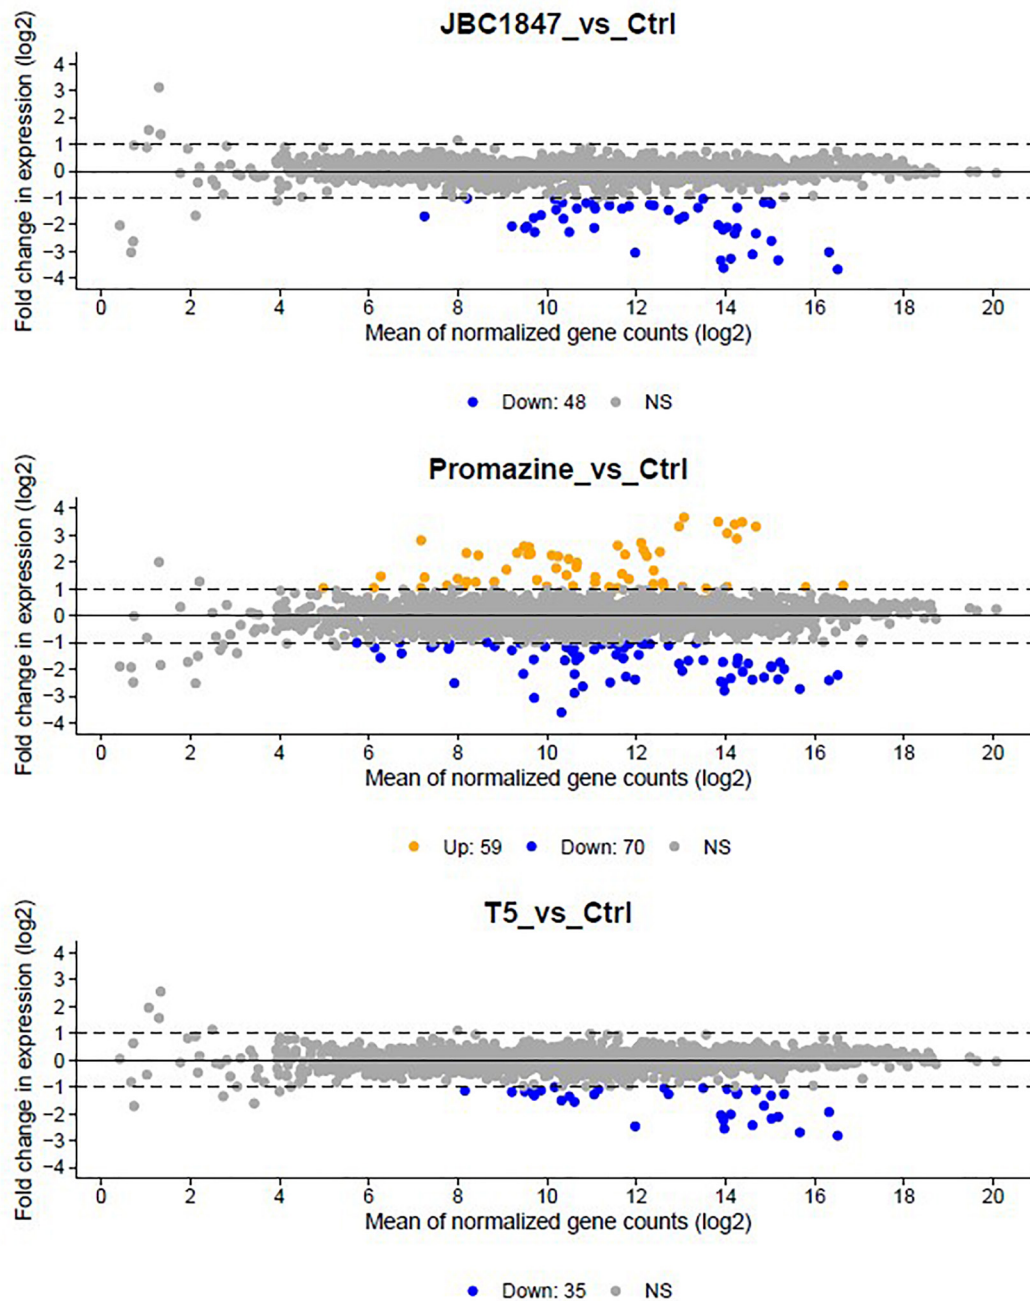 JBC1847_vs_Ctrl
Fold change in expression (log2)
4
3
2
1
0
−1
−2
−3
−4
0 2 4 6 8 10 12 14 16 18 20
Mean of normalized gene counts (log2)
Down: 48 NS
Promazine_vs_Ctrl
Fold change in expression (log2)
4
3
2
1
0
−1
−2
−3
−4
0 2 4 6 8 10 12 14 16 18 20
Mean of normalized gene counts (log2)
Up: 59 Down: 70 NS
T5_vs_Ctrl
Fold change in expression (log2)
4
3
2
1
0
−1
−2
−3
−4
0 2 4 6 8 10 12 14 16 18 20
Mean of normalized gene counts (log2)
Down: 35 NS